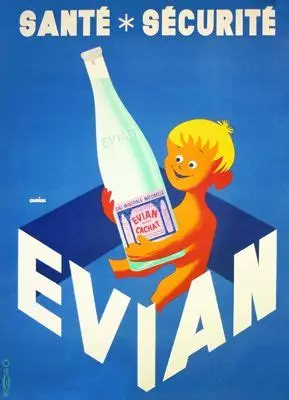 SANTÉ * SÉCURITÉ
EVIAN
EAU MINÉRALE NATURELLE
EVIAN
CACHAT
EVIAN